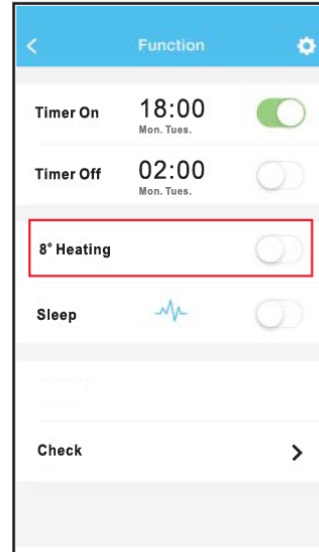 Function
Timer On
18:00
Mon. Tues.
Timer Off
02:00
Mon. Tues.
8° Heating
Sleep
Check